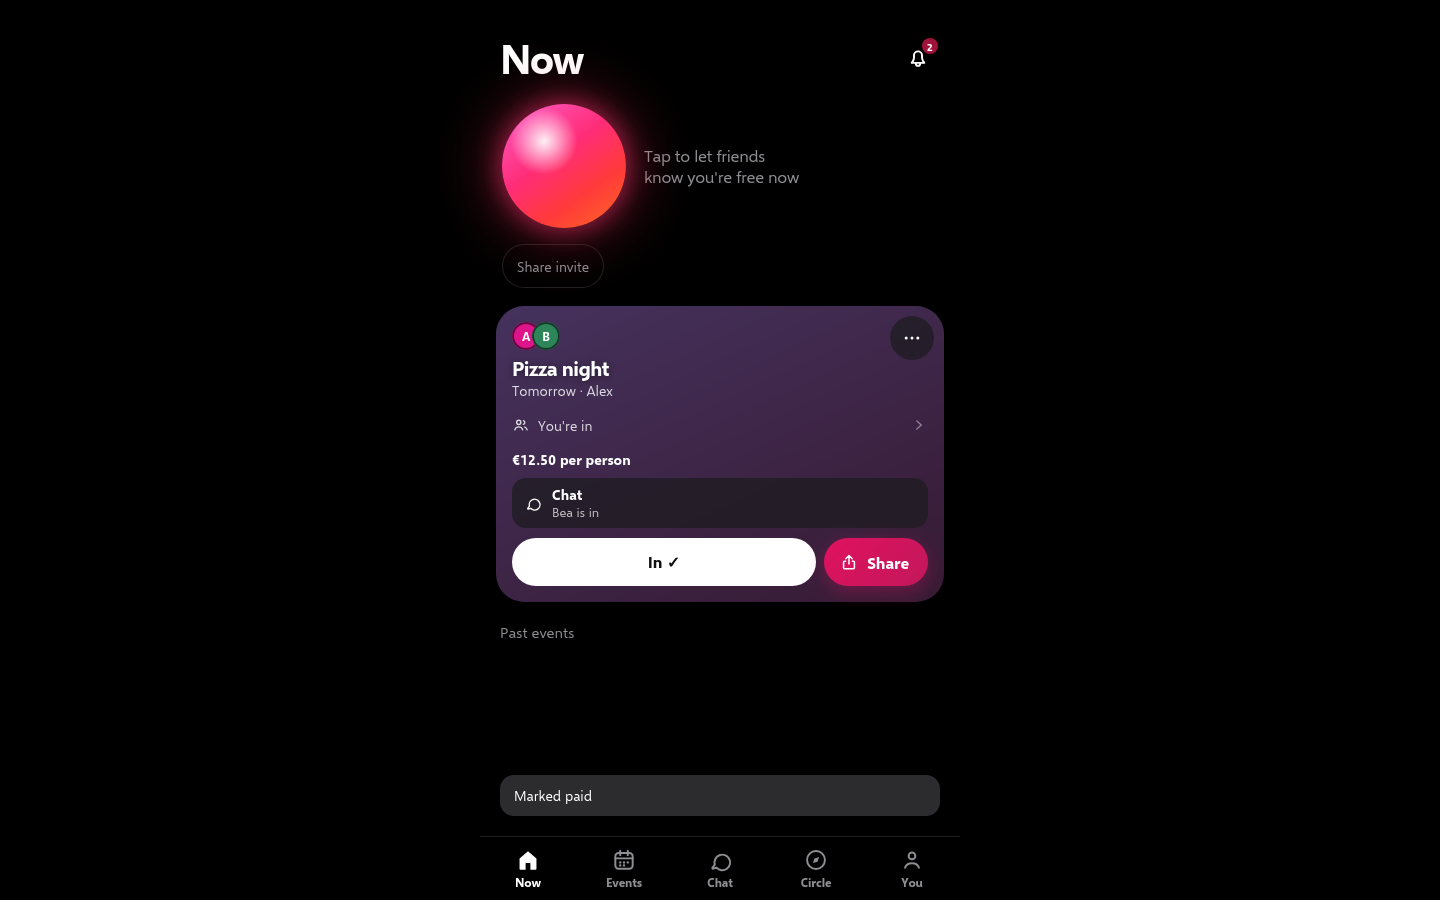 Now
2
Tap to let friends
know you're free now
Share invite
A B
Pizza night
Tomorrow · Alex
You're in
€12.50 per person
Chat
Bea is in
In ✓
Share
Past events
Marked paid
Now
Events
Chat
Circle
You